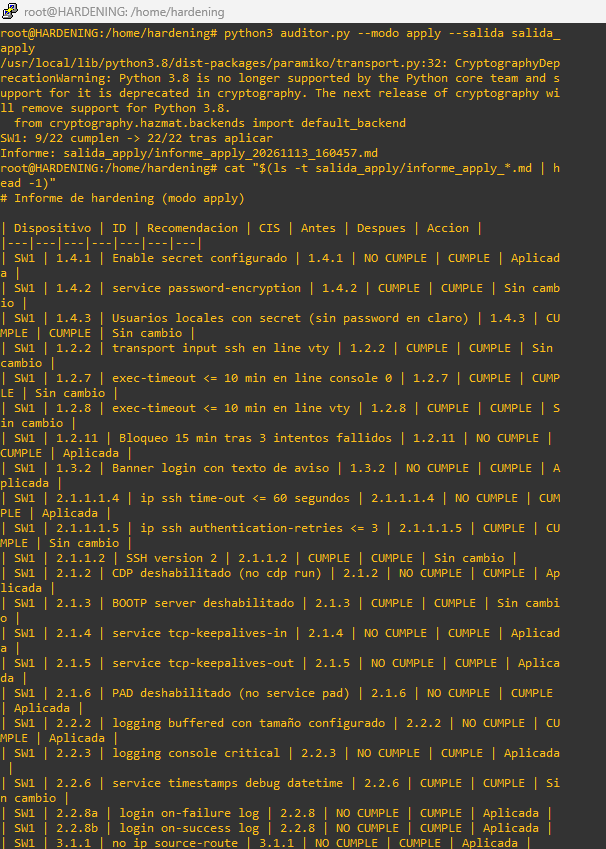 root@HARDENING: /home/hardening
root@HARDENING:/home/hardening# python3 auditor.py --modo apply --salida salida_
apply
/usr/local/lib/python3.8/dist-packages/paramiko/transport.py:32: CryptographyDep
recationWarning: Python 3.8 is no longer supported by the Python core team and s
upport for it is deprecated in cryptography. The next release of cryptography wi
ll remove support for Python 3.8.
  from cryptography.hazmat.backends import default_backend
SW1: 9/22 cumplen -> 22/22 tras aplicar
Informe: salida_apply/informe_apply_20261113_160457.md
root@HARDENING:/home/hardening# cat "$(ls -t salida_apply/informe_apply_*.md | h
ead -1)"
# Informe de hardening (modo apply)
| Dispositivo | ID | Recomendacion | CIS | Antes | Despues | Accion |
|---|---|---|---|---|---|---|
| SW1 | 1.4.1 | Enable secret configurado | 1.4.1 | NO CUMPLE | CUMPLE | Aplicad
a |
| SW1 | 1.4.2 | service password-encryption | 1.4.2 | CUMPLE | CUMPLE | Sin camb
io |
| SW1 | 1.4.3 | Usuarios locales con secret (sin password en claro) | 1.4.3 | CU
MPLE | CUMPLE | Sin cambio |
| SW1 | 1.2.2 | transport input ssh en line vty | 1.2.2 | CUMPLE | CUMPLE | Sin
cambio |
| SW1 | 1.2.7 | exec-timeout <= 10 min en line console 0 | 1.2.7 | CUMPLE | CUMP
LE | Sin cambio |
| SW1 | 1.2.8 | exec-timeout <= 10 min en line vty | 1.2.8 | CUMPLE | CUMPLE | S
in cambio |
| SW1 | 1.2.11 | Bloqueo 15 min tras 3 intentos fallidos | 1.2.11 | NO CUMPLE |
CUMPLE | Aplicada |
| SW1 | 1.3.2 | Banner login con texto de aviso | 1.3.2 | NO CUMPLE | CUMPLE | A
plicada |
| SW1 | 2.1.1.1.4 | ip ssh time-out <= 60 segundos | 2.1.1.1.4 | NO CUMPLE | CUM
PLE | Aplicada |
| SW1 | 2.1.1.1.5 | ip ssh authentication-retries <= 3 | 2.1.1.1.5 | CUMPLE | CU
MPLE | Sin cambio |
| SW1 | 2.1.1.2 | SSH version 2 | 2.1.1.2 | CUMPLE | CUMPLE | Sin cambio |
| SW1 | 2.1.2 | CDP deshabilitado (no cdp run) | 2.1.2 | NO CUMPLE | CUMPLE | Ap
licada |
| SW1 | 2.1.3 | BOOTP server deshabilitado | 2.1.3 | CUMPLE | CUMPLE | Sin cambi
o |
| SW1 | 2.1.4 | service tcp-keepalives-in | 2.1.4 | NO CUMPLE | CUMPLE | Aplicad
a |
| SW1 | 2.1.5 | service tcp-keepalives-out | 2.1.5 | NO CUMPLE | CUMPLE | Aplica
da |
| SW1 | 2.1.6 | PAD deshabilitado (no service pad) | 2.1.6 | NO CUMPLE | CUMPLE
| Aplicada |
| SW1 | 2.2.2 | logging buffered con tamaño configurado | 2.2.2 | NO CUMPLE | CU
MPLE | Aplicada |
| SW1 | 2.2.3 | logging console critical | 2.2.3 | NO CUMPLE | CUMPLE | Aplicada
|
| SW1 | 2.2.6 | service timestamps debug datetime | 2.2.6 | CUMPLE | CUMPLE | Si
n cambio |
| SW1 | 2.2.8a | login on-failure log | 2.2.8 | NO CUMPLE | CUMPLE | Aplicada |
| SW1 | 2.2.8b | login on-success log | 2.2.8 | NO CUMPLE | CUMPLE | Aplicada |
| SW1 | 3.1.1 | no ip source-route | 3.1.1 | NO CUMPLE | CUMPLE | Aplicada |